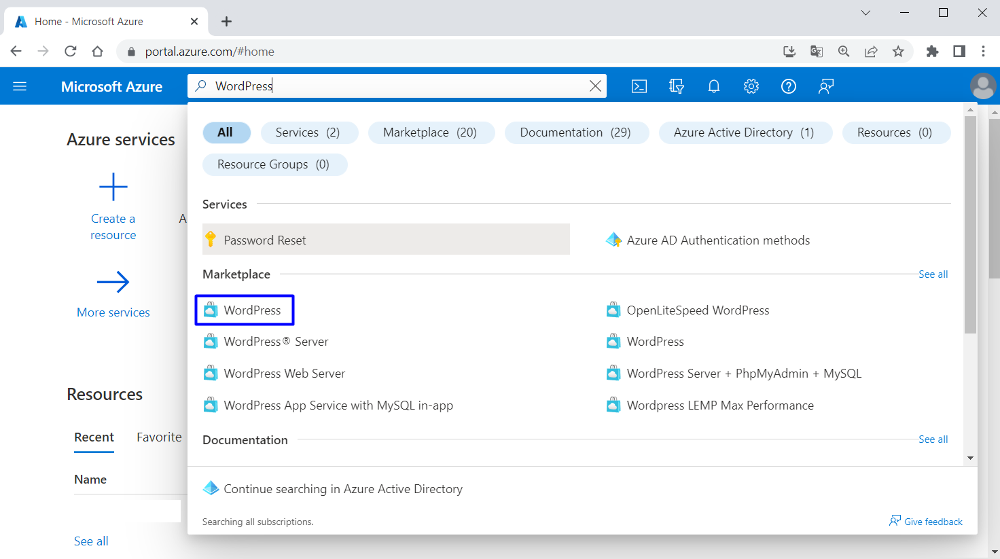 Home - Microsoft Azure
portal.azure.com/#home
Microsoft Azure
WordPress
All
Services (2)
Marketplace (20)
Documentation (29)
Azure Active Directory (1)
Resources (0)
Resource Groups (0)
Azure services
Create a
resource
A
More services
Services
Password Reset
Azure AD Authentication methods
Marketplace
See all
WordPress
OpenLiteSpeed WordPress
WordPress® Server
WordPress
WordPress Web Server
WordPress Server + PhpMyAdmin + MySQL
WordPress App Service with MySQL in-app
Wordpress LEMP Max Performance
Documentation
See all
Continue searching in Azure Active Directory
Searching all subscriptions.
Give feedback
Resources
Recent
Favorite
Name
See all